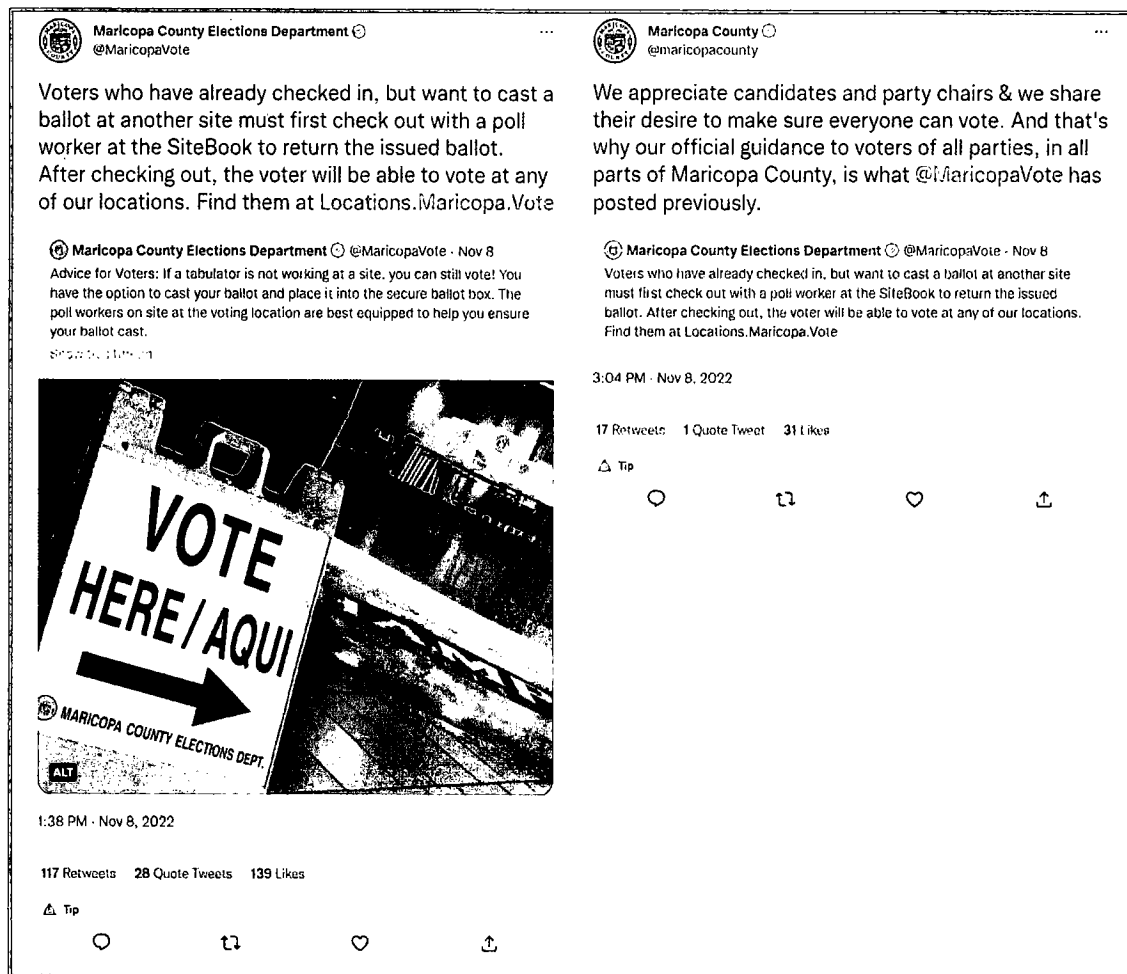 Maricopa County Elections Department
@MaricopaVote
...
Voters who have already checked in, but want to cast a
ballot at another site must first check out with a poll
worker at the SiteBook to return the issued ballot.
After checking out, the voter will be able to vote at any
of our locations. Find them at Locations.Maricopa.Vote
Maricopa County Elections Department @MaricopaVote · Nov 8
Advice for Voters: If a tabulator is not working at a site, you can still vote! You
have the option to cast your ballot and place it into the secure ballot box. The
poll workers on site at the voting location are best equipped to help you ensure
your ballot cast.
VOTE
HERE / AQUI
MARICOPA COUNTY ELECTIONS DEPT.
ALT
1:38 PM · Nov 8, 2022
117 Retweets 28 Quote Tweets 139 Likes
Tip
Maricopa County
@maricopacounty
...
We appreciate candidates and party chairs & we share
their desire to make sure everyone can vote. And that's
why our official guidance to voters of all parties, in all
parts of Maricopa County, is what @MaricopaVote has
posted previously.
Maricopa County Elections Department @MaricopaVote · Nov 8
Voters who have already checked in, but want to cast a ballot at another site
must first check out with a poll worker at the SiteBook to return the issued
ballot. After checking out, the voter will be able to vote at any of our locations.
Find them at Locations.Maricopa.Vote
3:04 PM · Nov 8, 2022
17 Retweets 1 Quote Tweet 31 Likes
Tip